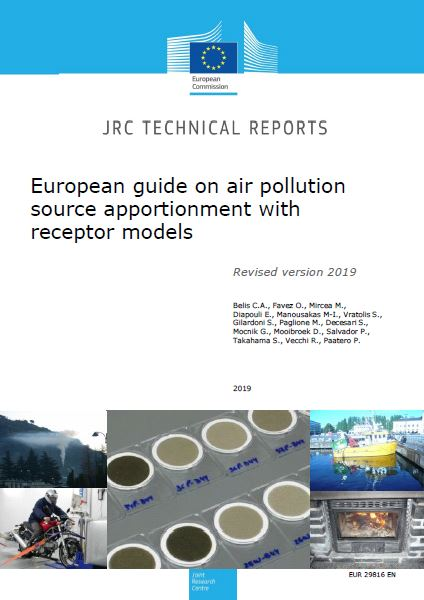 European
Commission
JRC TECHNICAL REPORTS
European guide on air pollution
source apportionment with
receptor models
Revised version 2019
Belis C.A., Favez O., Mircea M.,
Diapouli E., Manousakas M-I., Vratolis S.,
Gilardoni S., Paglione M., Decesari S.,
Mocnik G., Mooibroek D., Salvador P.,
Takahama S., Vecchi R., Paatero P.
2019
Joint
Research
Centre
EUR 29816 EN